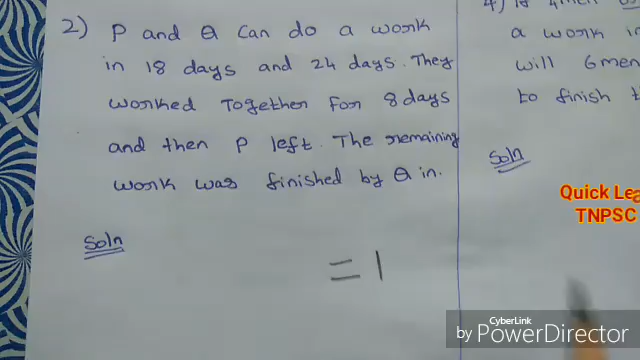 2) P and Q can do a work
in 18 days and 24 days. They
worked Together For 8 days
and then P left. The remaining
work was finished by Q in.
Soln
= 1
a work in
will 6 men
to finish
Soln
Quick Lea
TNPSC
CyberLink
by PowerDirector